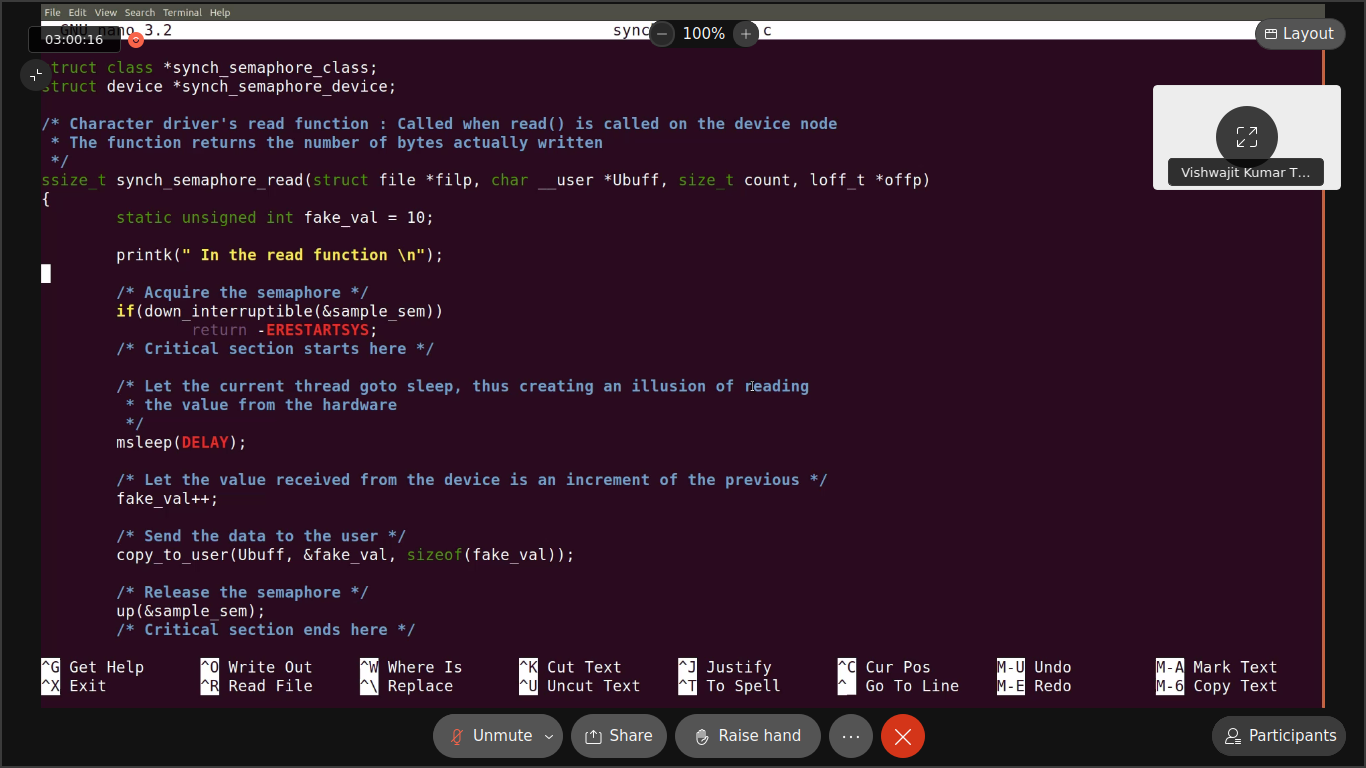 File Edit View Search Terminal Help
GNU nano 3.2
sync
c
03:00:16
100%
Layout
struct class *synch_semaphore_class;
struct device *synch_semaphore_device;
/* Character driver's read function : Called when read() is called on the device node
* The function returns the number of bytes actually written
*/
ssize_t synch_semaphore_read(struct file *filp, char __user *Ubuff, size_t count, loff_t *offp)
{
static unsigned int fake_val = 10;
printk(" In the read function \n");
/* Acquire the semaphore */
if(down_interruptible(&sample_sem))
return -ERESTARTSYS;
/* Critical section starts here */
/* Let the current thread goto sleep, thus creating an illusion of reading
* the value from the hardware
*/
msleep(DELAY);
/* Let the value received from the device is an increment of the previous */
fake_val++;
/* Send the data to the user */
copy_to_user(Ubuff, &fake_val, sizeof(fake_val));
/* Release the semaphore */
up(&sample_sem);
/* Critical section ends here */
Vishwajit Kumar T...
^G Get Help ^O Write Out ^W Where Is ^K Cut Text ^J Justify ^C Cur Pos M-U Undo M-A Mark Text
^X Exit ^R Read File ^\ Replace ^U Uncut Text ^T To Spell ^_ Go To Line M-E Redo M-6 Copy Text
Unmute
Share
Raise hand
Participants